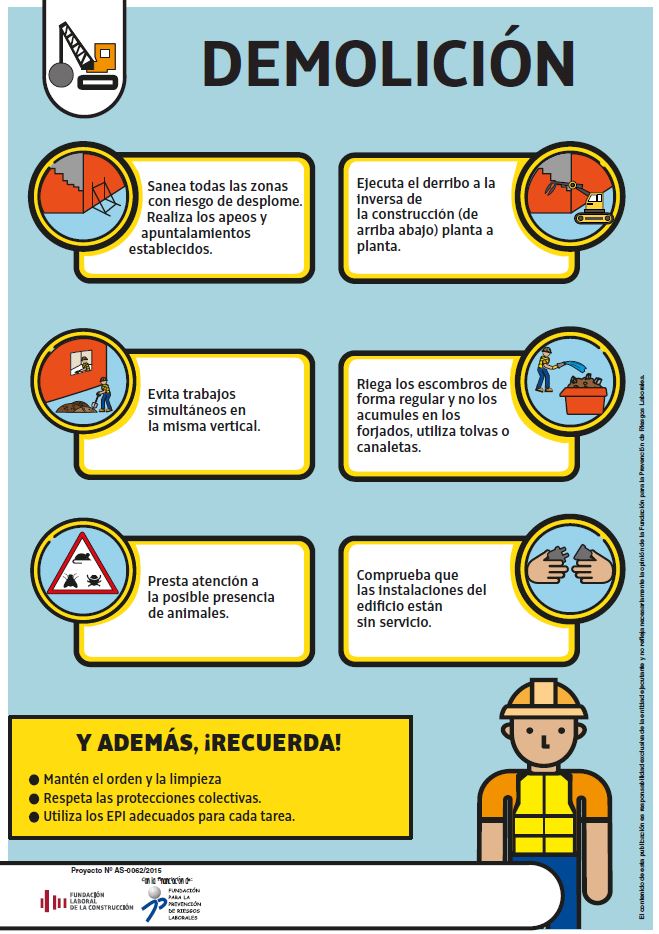 DEMOLICIÓN
Sanea todas las zonas
con riesgo de desplome.
Realiza los apeos y
apuntalamientos
establecidos.
Ejecuta el derribo a la
inversa de
la construcción (de
arriba abajo) planta a
planta.
Evita trabajos
simultáneos en
la misma vertical.
Riega los escombros de
forma regular y no los
acumules en los
forjados, utiliza tolvas o
canaletas.
Presta atención a
la posible presencia
de animales.
Comprueba que
las instalaciones del
edificio están
sin servicio.
Y ADEMÁS, ¡RECUERDA!
● Mantén el orden y la limpieza
● Respeta las protecciones colectivas.
● Utiliza los EPI adecuados para cada tarea.
Proyecto Nº AS-0062/2015
Con la Financiación de:
FUNDACIÓN
LABORAL
DE LA CONSTRUCCIÓN
FUNDACIÓN
PARA LA
PREVENCIÓN
DE RIESGOS
LABORALES
El contenido de esta publicación es responsabilidad exclusiva de la entidad ejecutante y no refleja necesariamente la opinión de la Fundación para la Prevención de Riesgos Laborales.